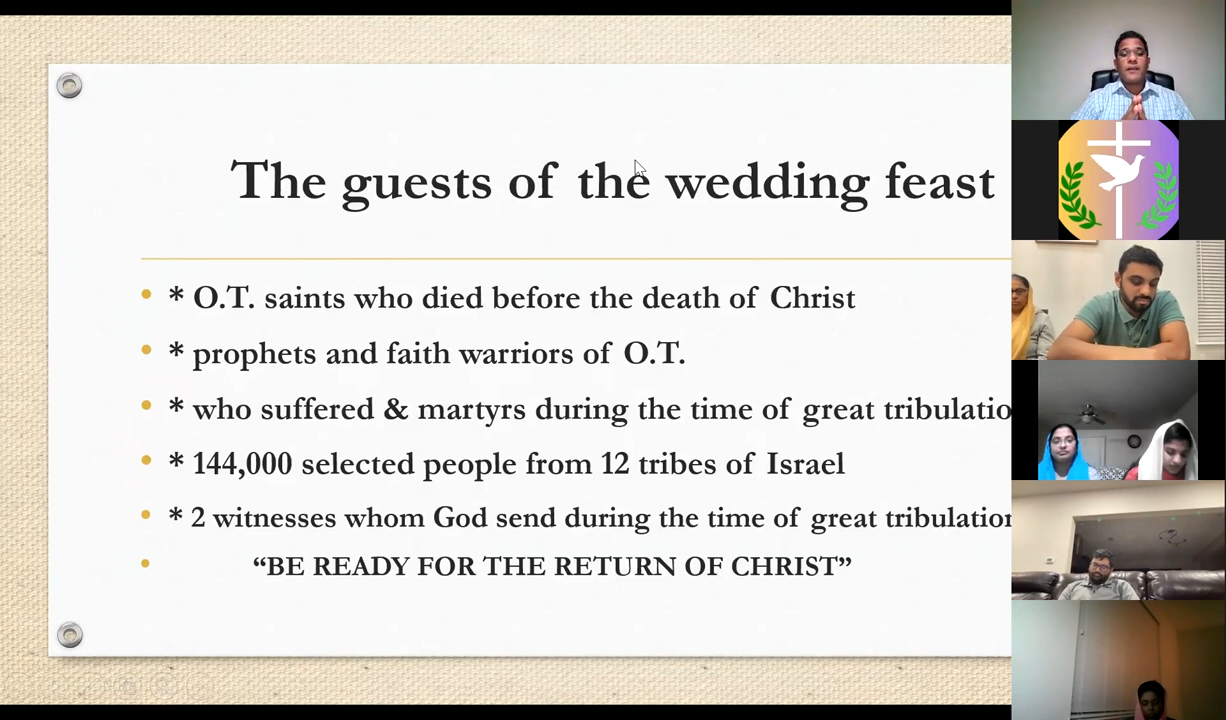 The guests of the wedding feast
* O.T. saints who died before the death of Christ
* prophets and faith warriors of O.T.
* who suffered & martyrs during the time of great tribulatio
* 144,000 selected people from 12 tribes of Israel
* 2 witnesses whom God send during the time of great tribulation
“BE READY FOR THE RETURN OF CHRIST”